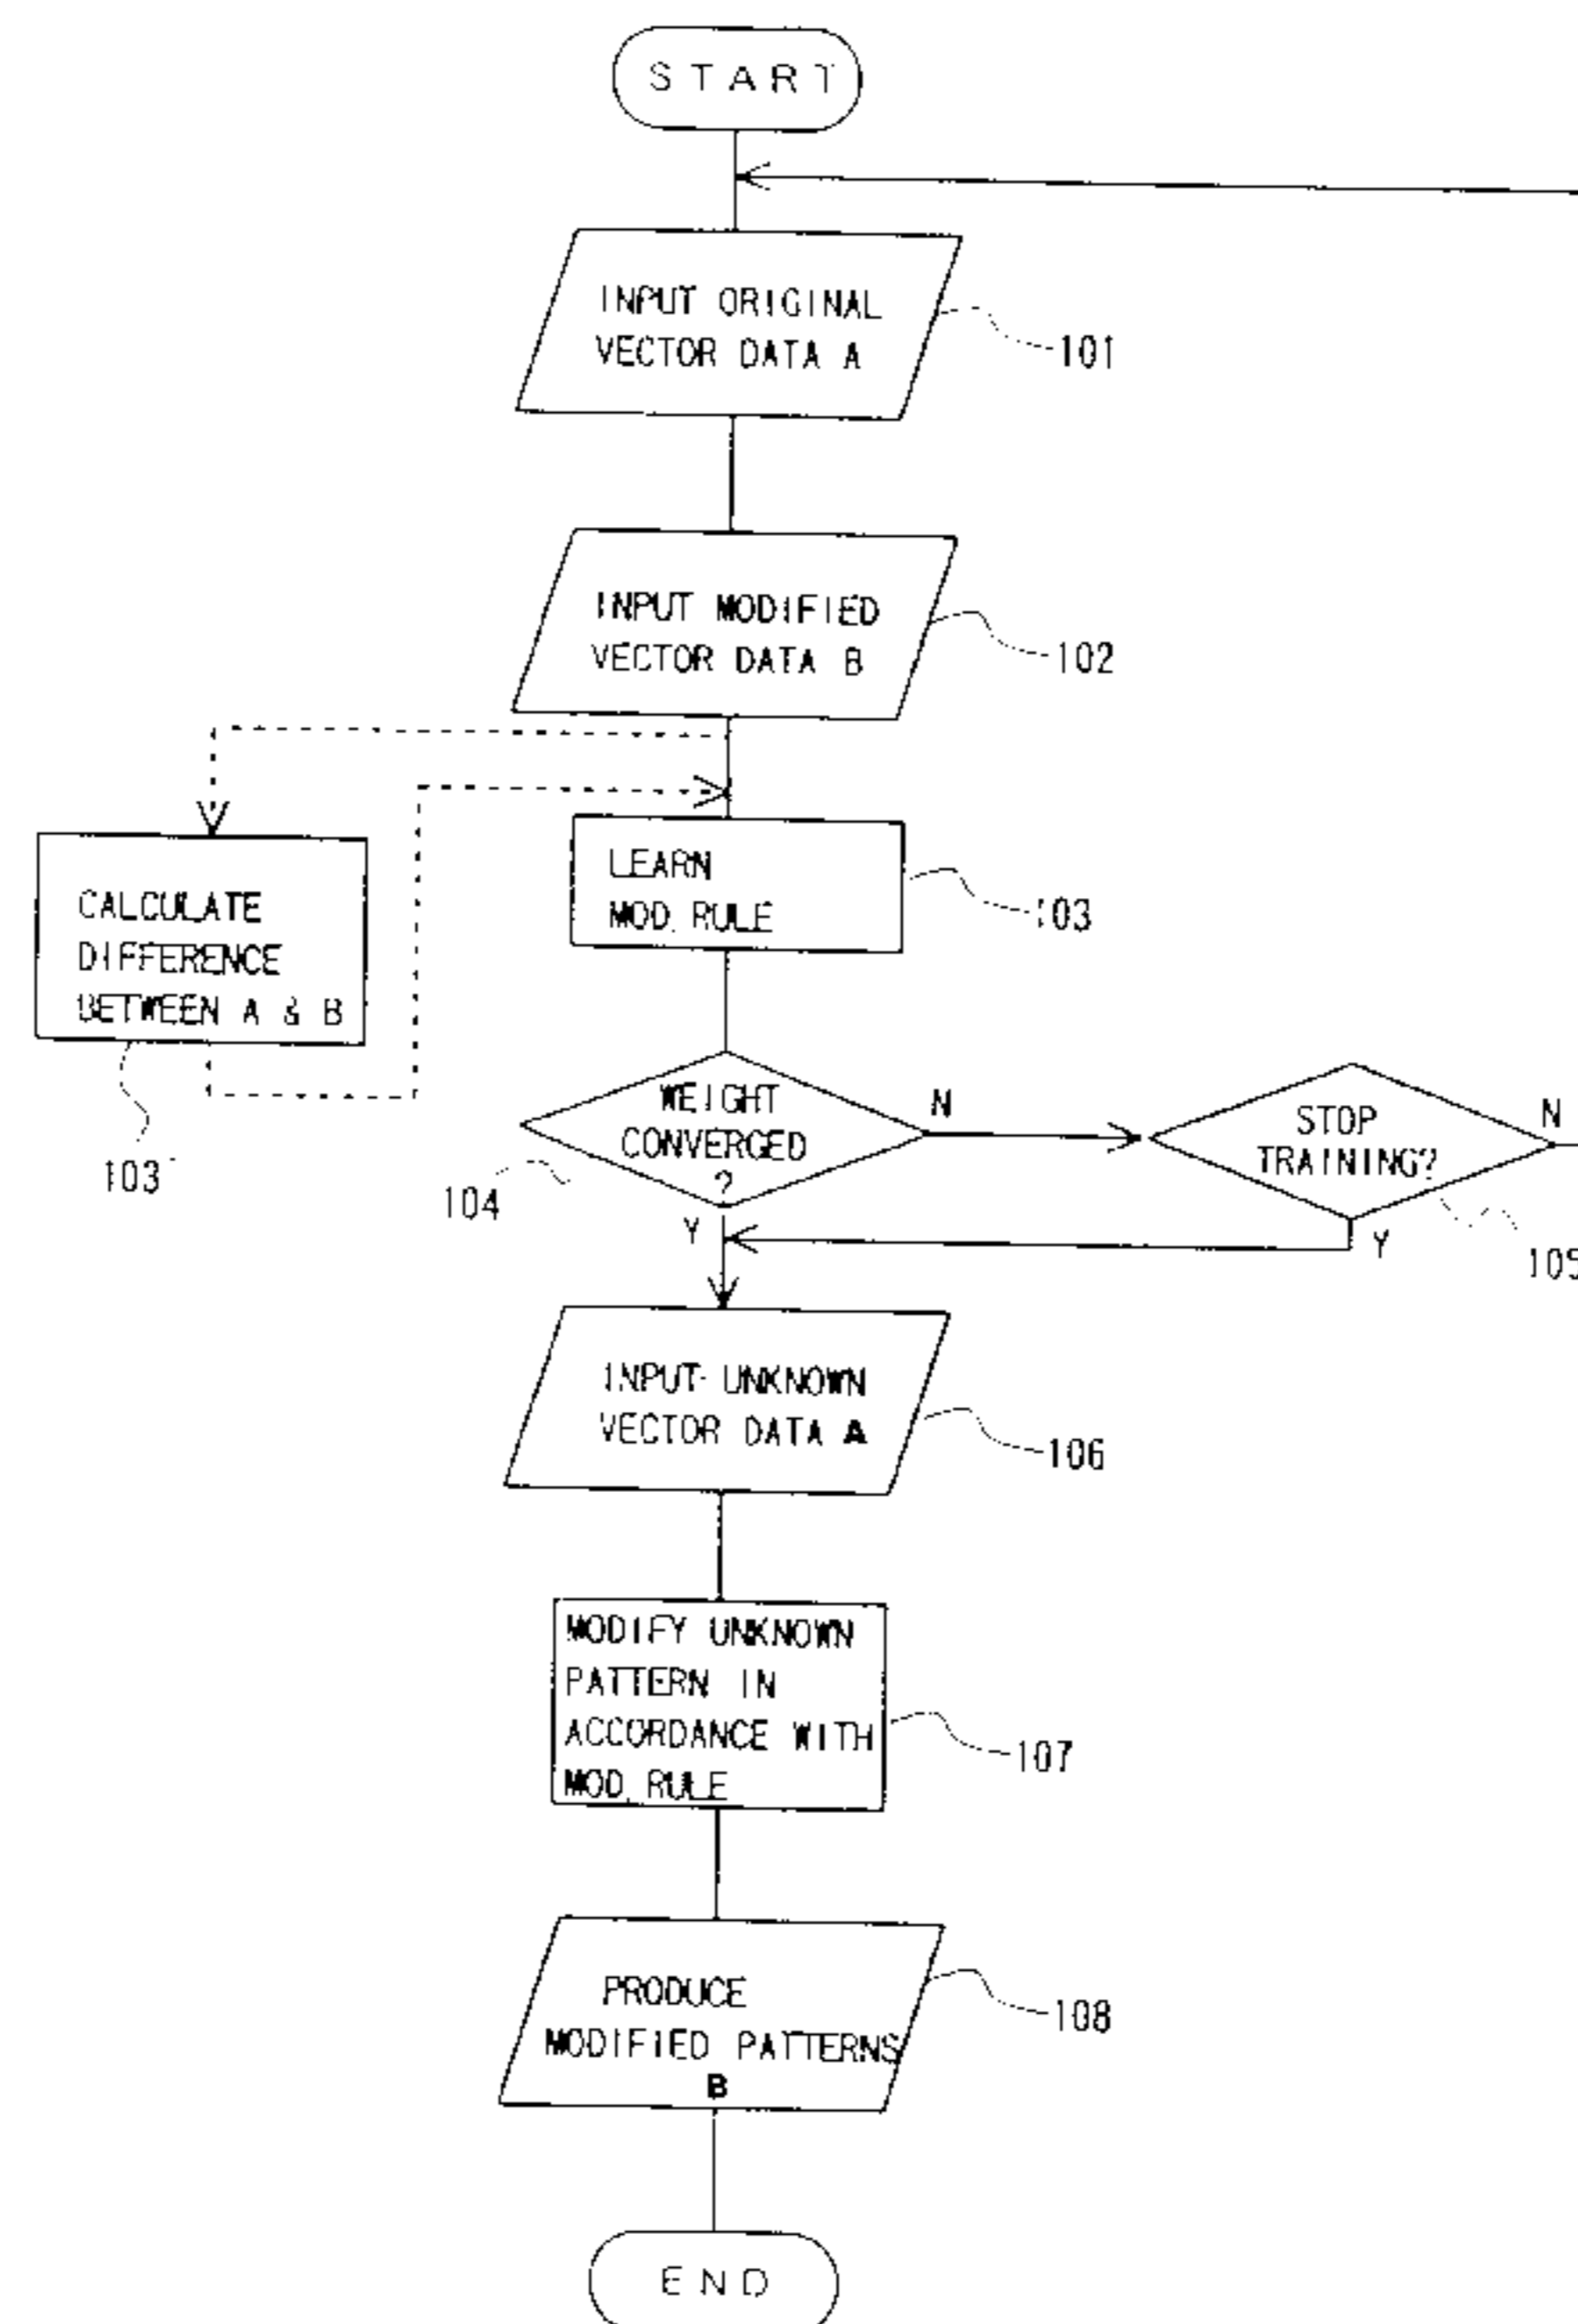 START
INPUT ORIGINAL
VECTOR DATA A
101
INPUT MODIFIED
VECTOR DATA B
102
LEARN
MOD. RULE
103
CALCULATE
DIFFERENCE
BETWEEN A & B
103'
WEIGHT
CONVERGED
?
104
N
Y
STOP
TRAINING?
N
Y
105
INPUT UNKNOWN
VECTOR DATA A
106
MODIFY UNKNOWN
PATTERN IN
ACCORDANCE WITH
MOD. RULE
107
PRODUCE
MODIFIED PATTERNS
B
108
END